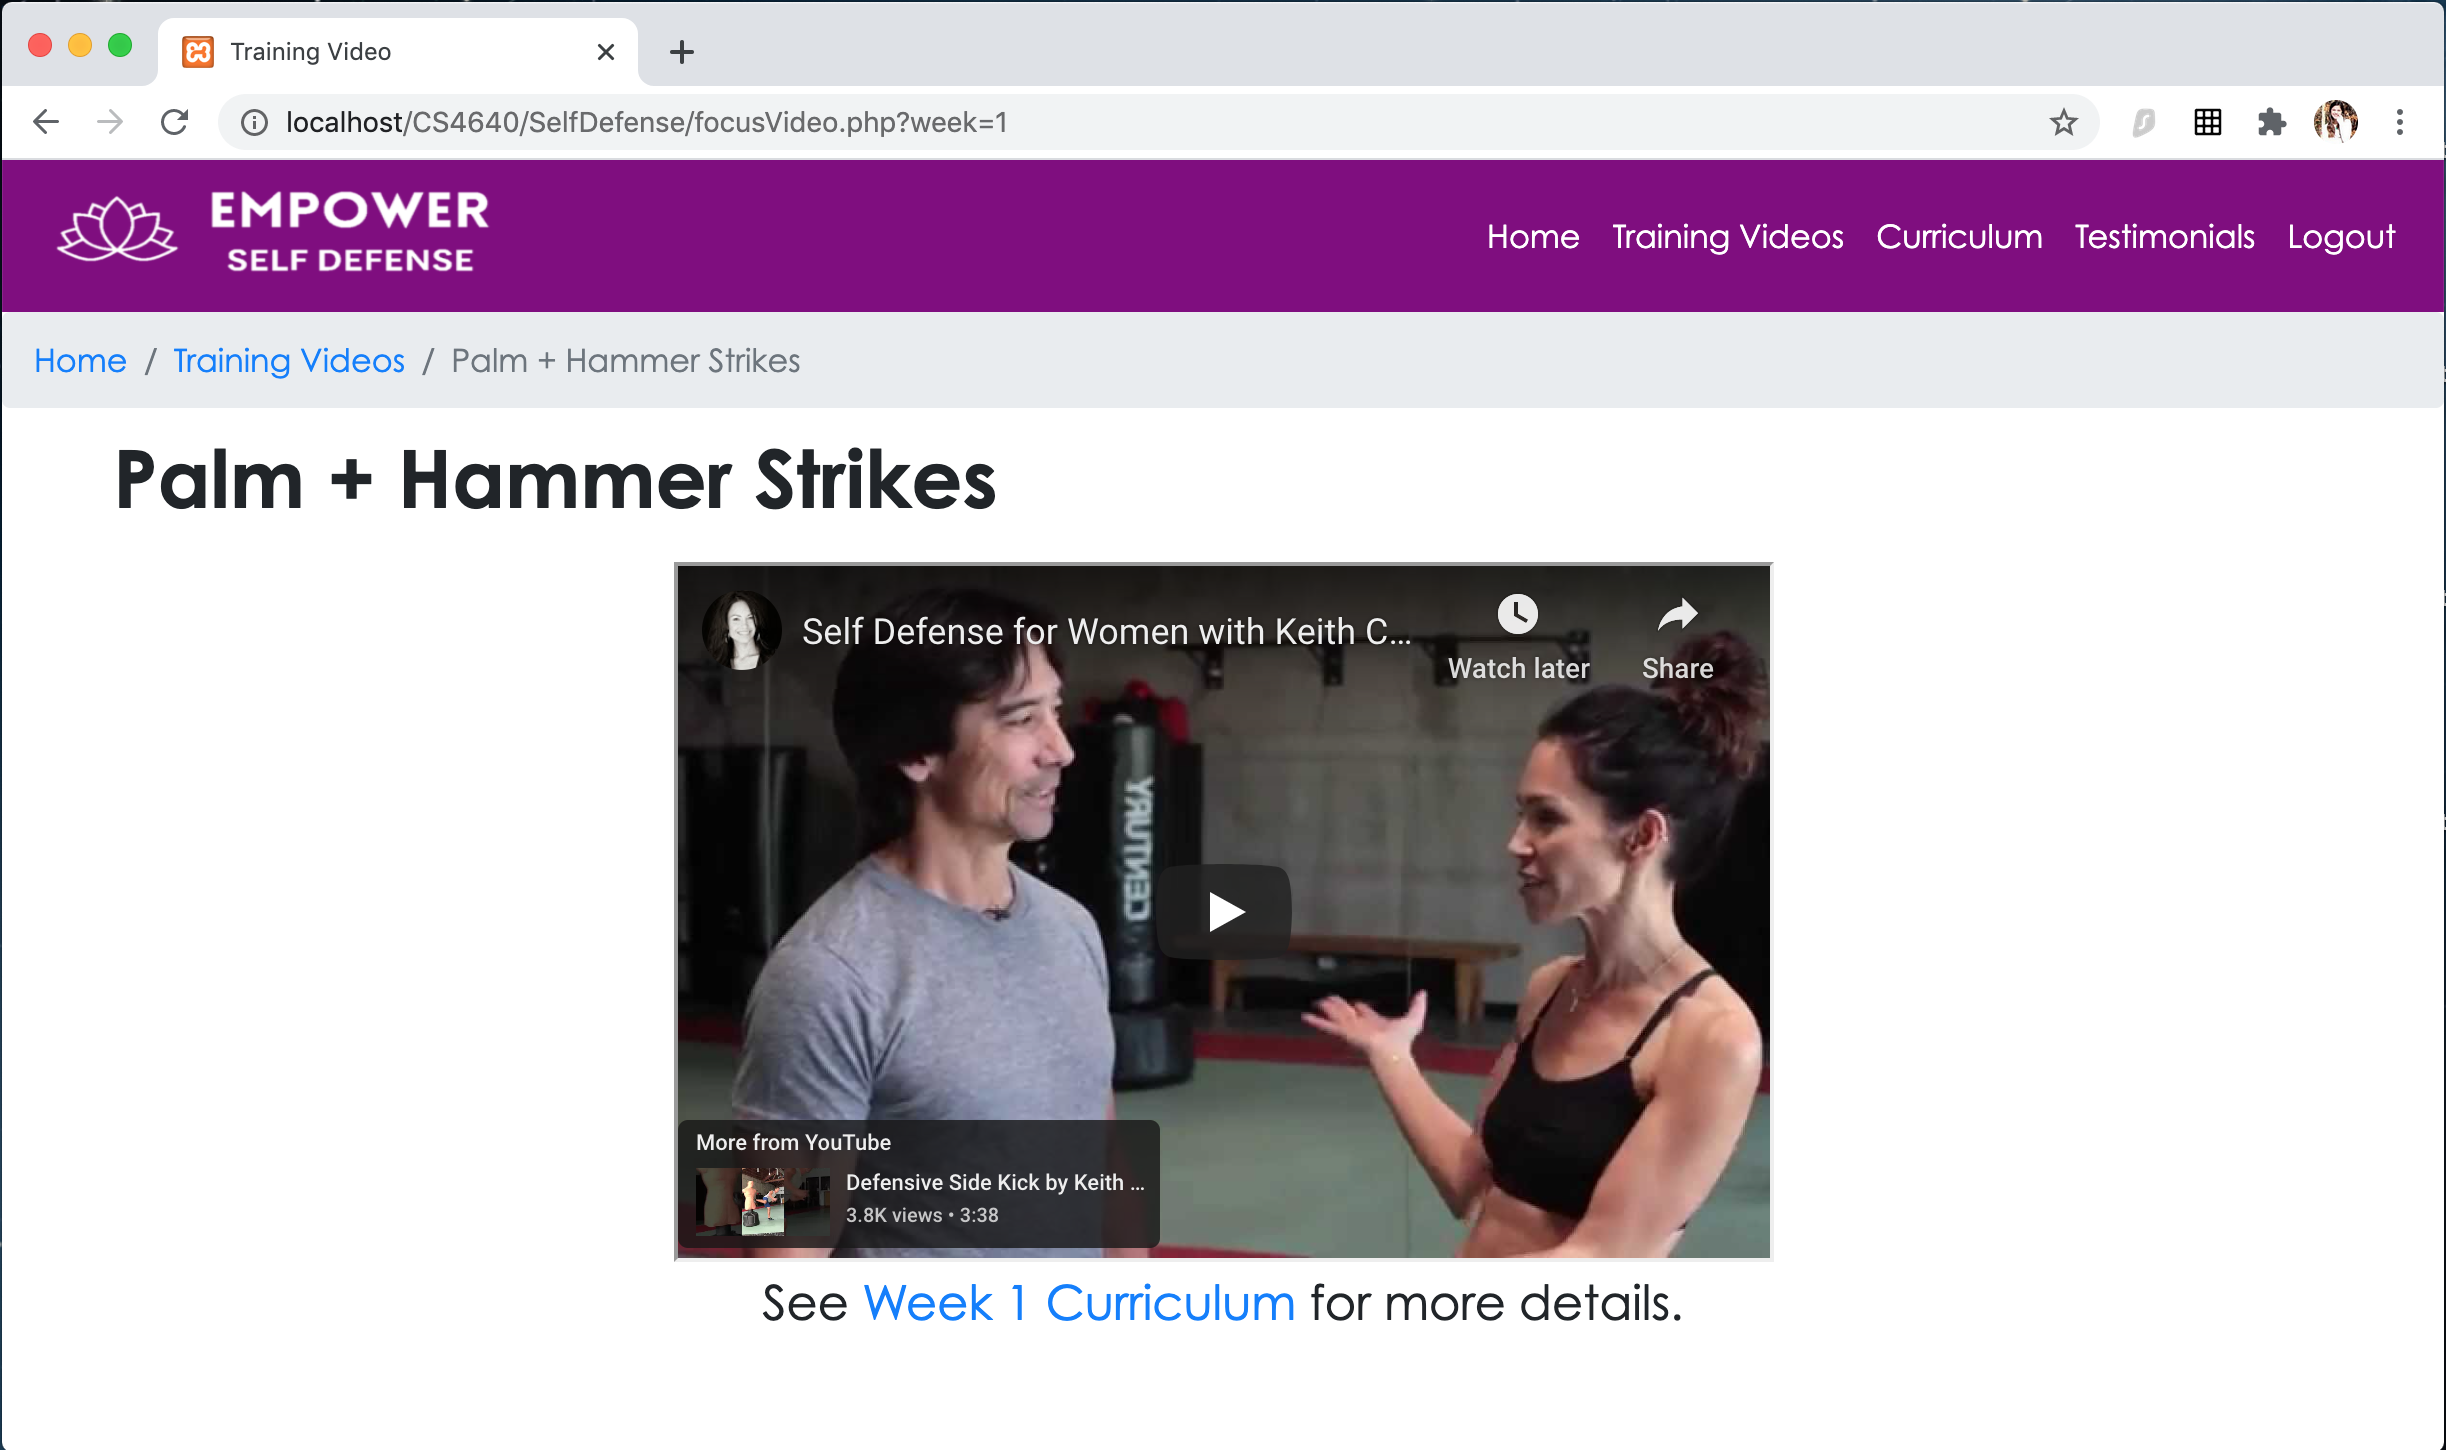 Training Video
localhost/CS4640/SelfDefense/focusVideo.php?week=1
EMPOWER
SELF DEFENSE
Home Training Videos Curriculum Testimonials Logout
Home / Training Videos / Palm + Hammer Strikes
Palm + Hammer Strikes
Self Defense for Women with Keith C...
Watch later
Share
CENTURY
More from YouTube
Defensive Side Kick by Keith ...
3.8K views • 3:38
See Week 1 Curriculum for more details.